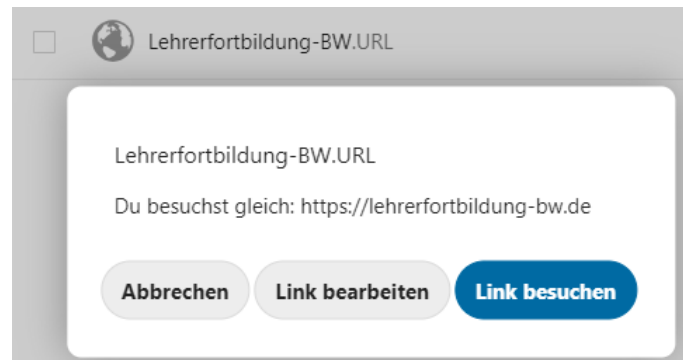 Lehrerfortbildung-BW.URL
Lehrerfortbildung-BW.URL
Du besuchst gleich: https://lehrerfortbildung-bw.de
Abbrechen Link bearbeiten Link besuchen